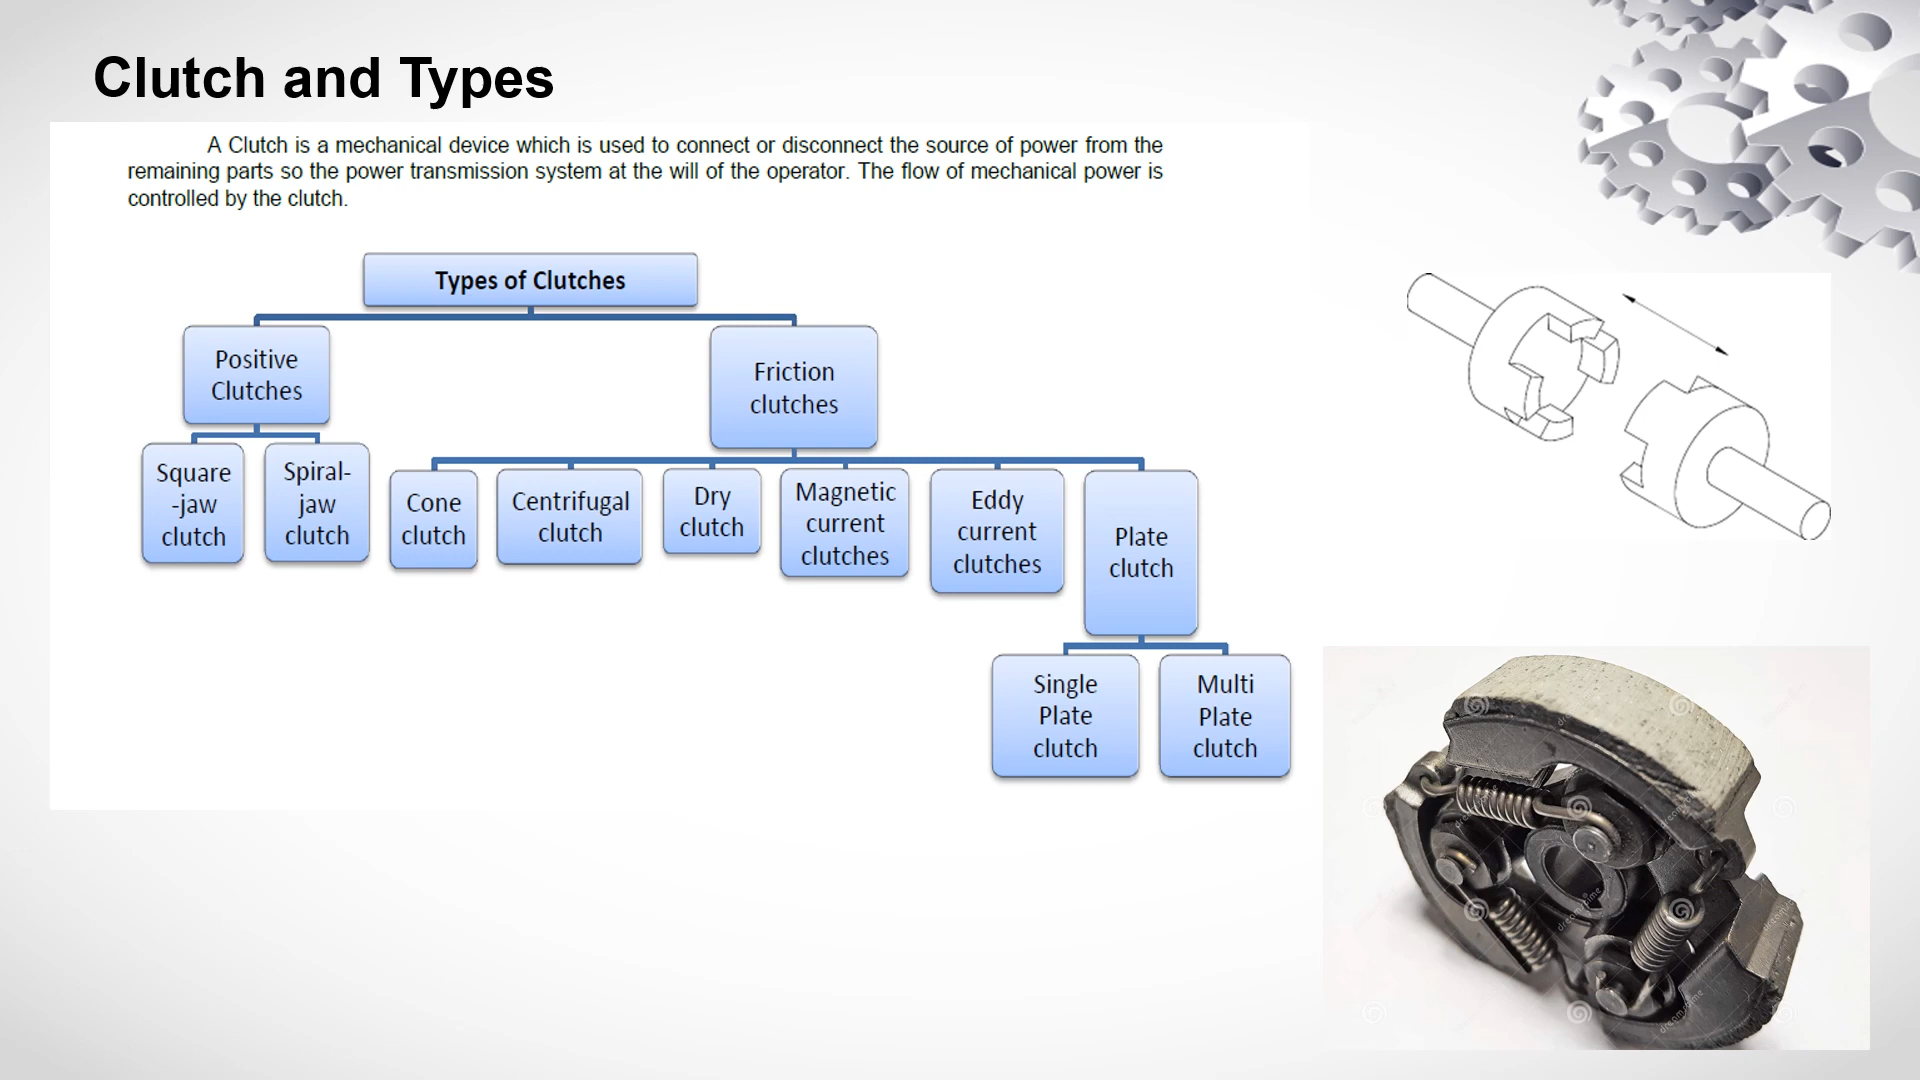 Clutch and Types
A Clutch is a mechanical device which is used to connect or disconnect the source of power from the
remaining parts so the power transmission system at the will of the operator. The flow of mechanical power is
controlled by the clutch.
Types of Clutches
Positive
Clutches
Friction
clutches
Square
-jaw
clutch
Spiral-
jaw
clutch
Cone
clutch
Centrifugal
clutch
Dry
clutch
Magnetic
current
clutches
Eddy
current
clutches
Plate
clutch
Single
Plate
clutch
Multi
Plate
clutch